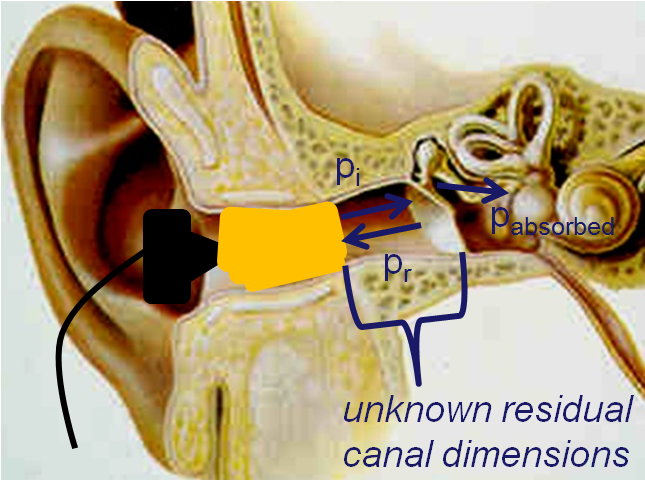 pi
pabsorbed
pr
unknown residual
canal dimensions